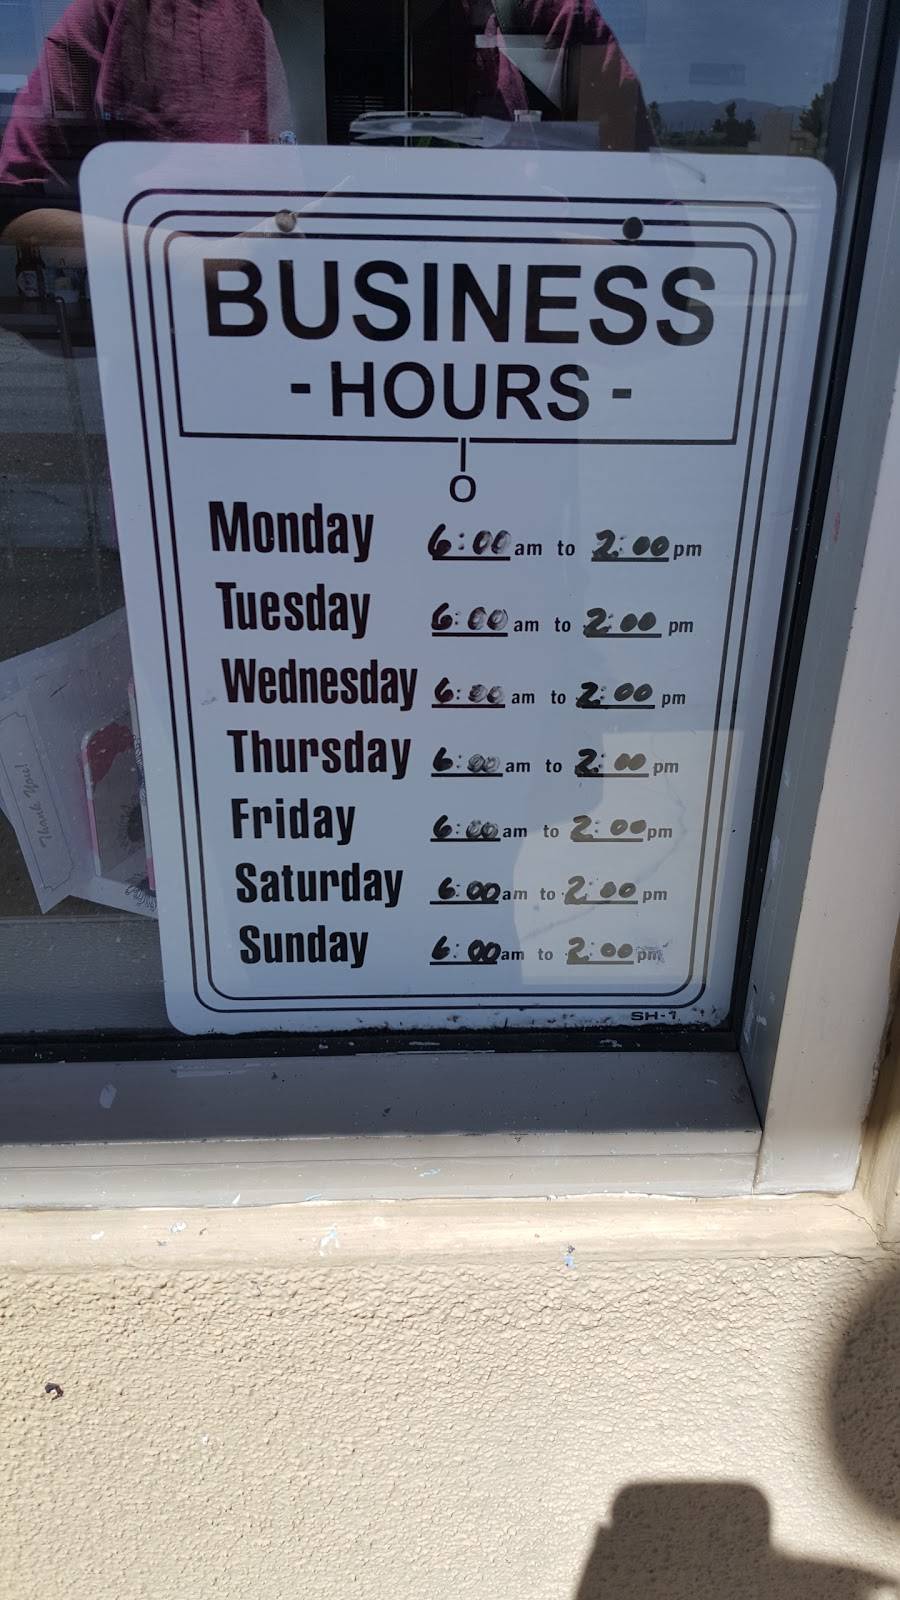 BUSINESS
- HOURS -
Monday 6:00 am to 2:00 pm
Tuesday 6:00 am to 2:00 pm
Wednesday 6:00 am to 2:00 pm
Thursday 6:00 am to 2:00 pm
Friday 6:00 am to 2:00 pm
Saturday 6:00 am to 2:00 pm
Sunday 6:00 am to 2:00 pm
SH-1
Thank You!